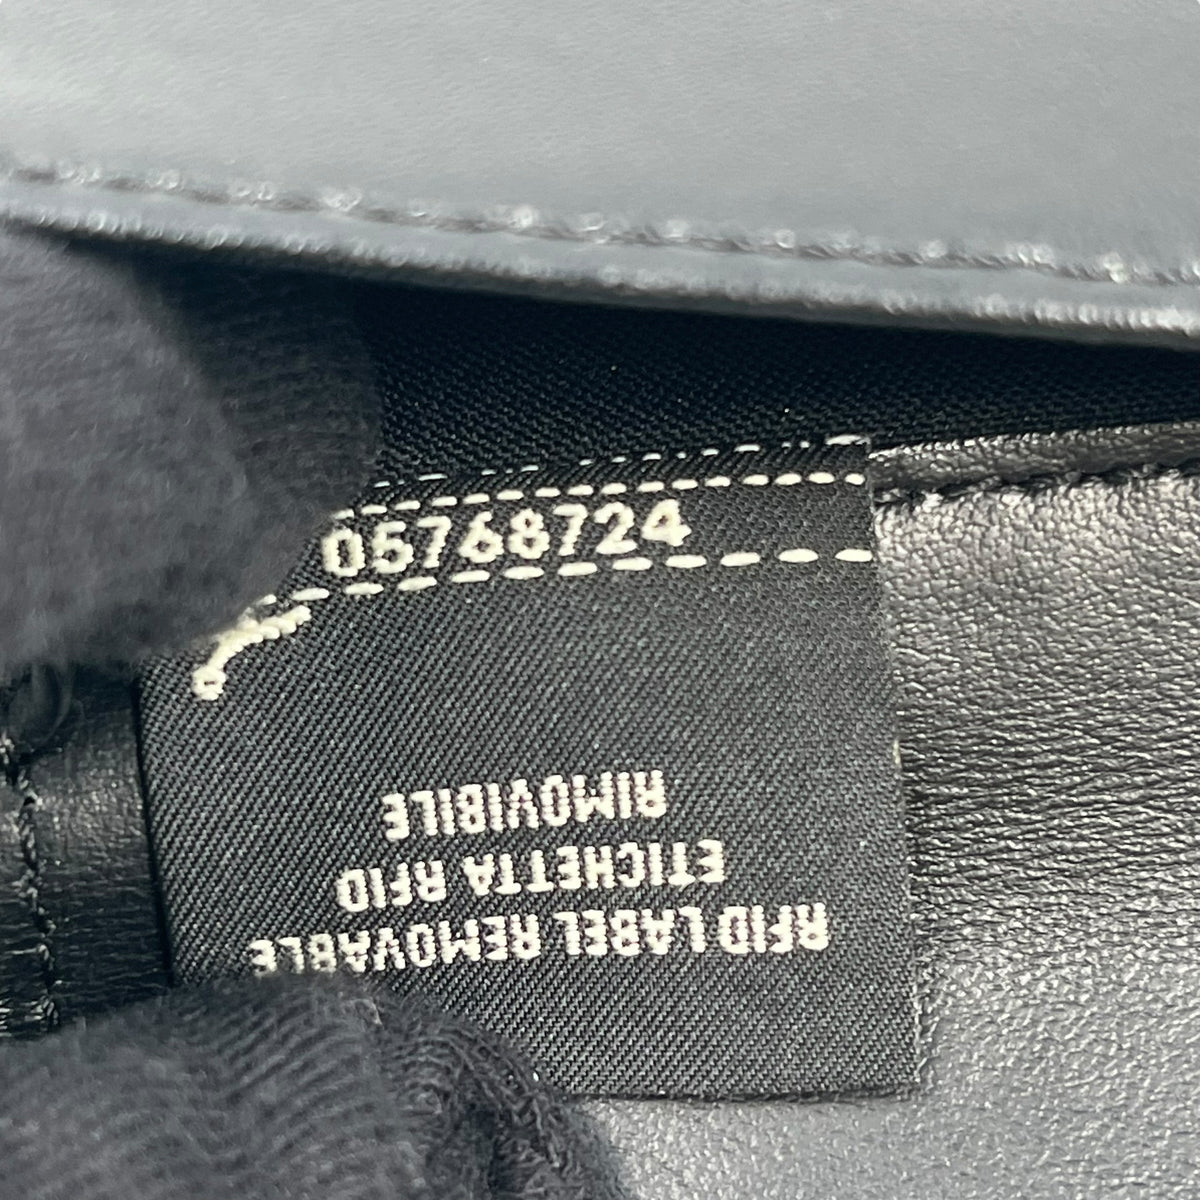 05768724
RFID LABEL REMOVABLE
ETICHETTA RFID
RIMOVIBILE